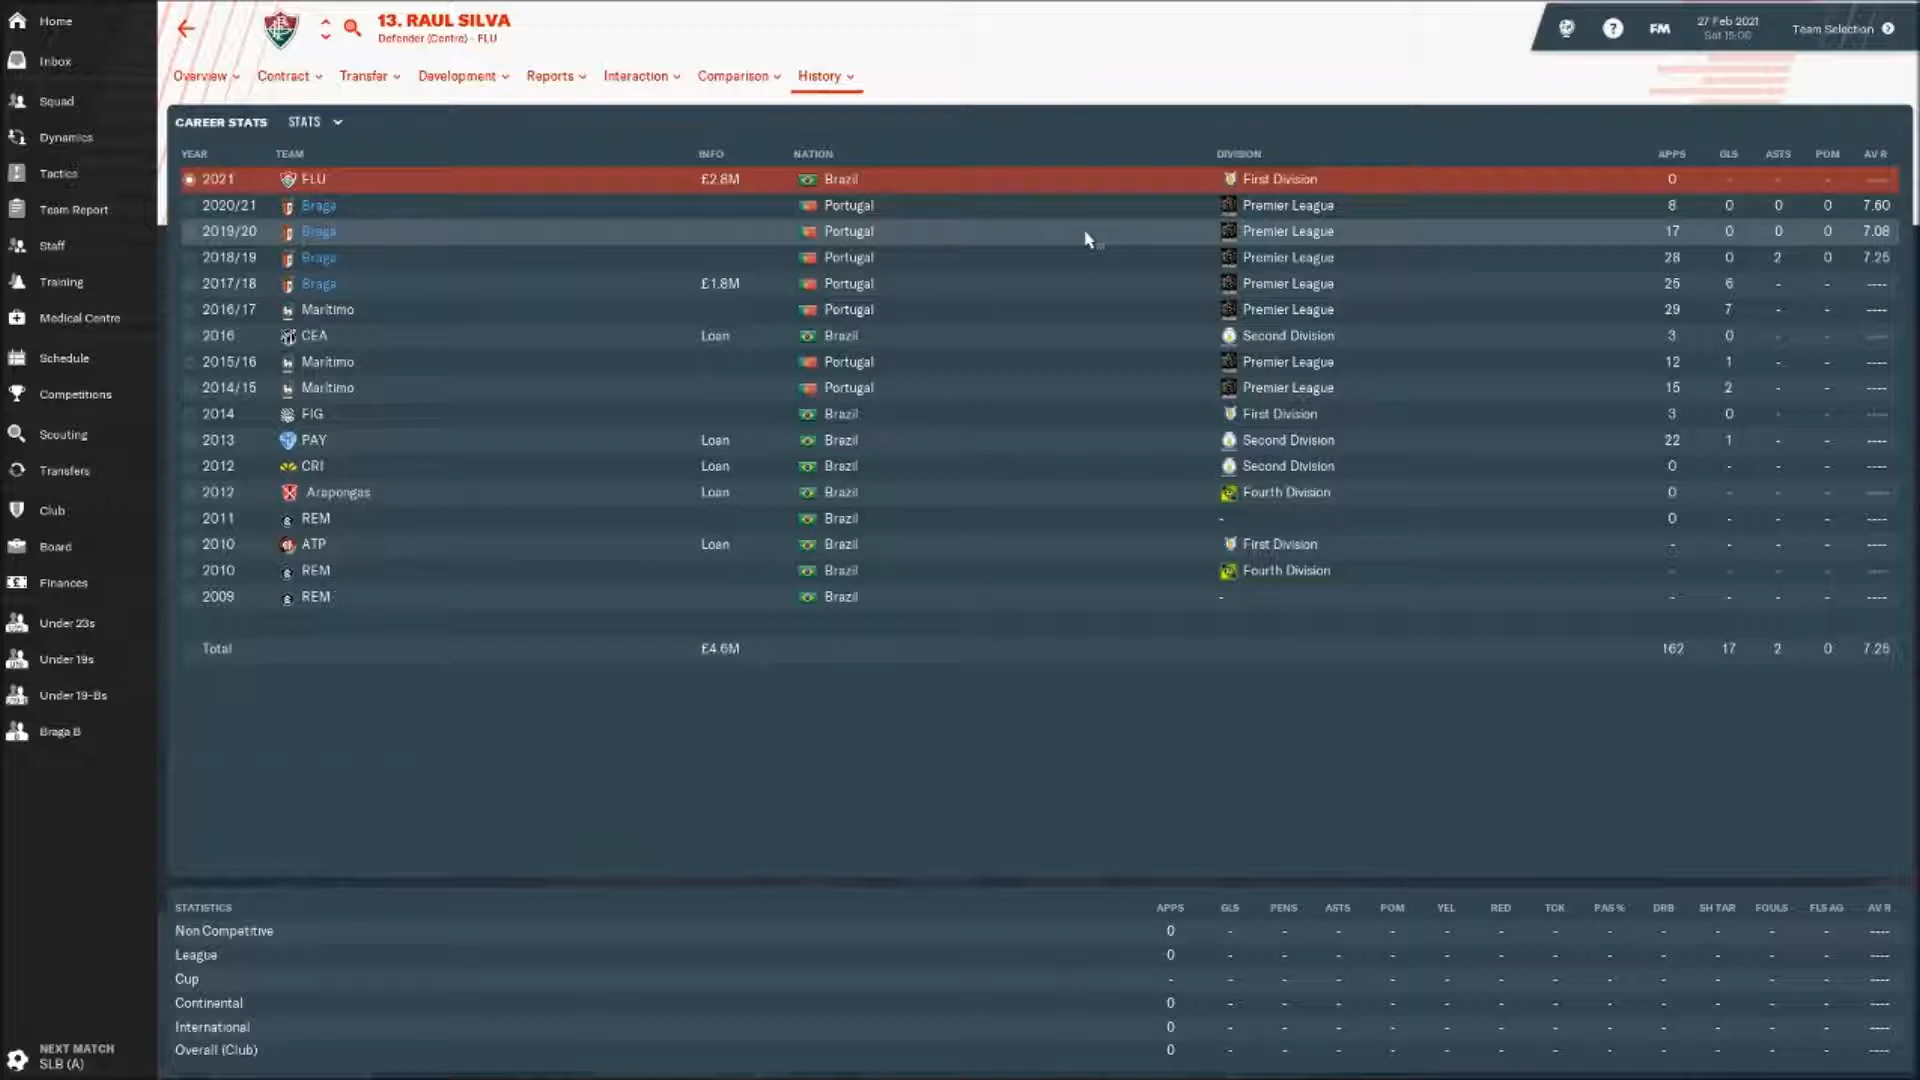 Home
Inbox
Squad
Dynamics
Tactics
Team Report
Staff
Training
Medical Centre
Schedule
Competitions
Scouting
Transfers
Club
Board
Finances
Under 23s
Under 19s
Under 19-Bs
Braga B
NEXT MATCH
SLB (A)
13. RAUL SILVA
Defender (Centre) - FLU
FM
27 Feb 2021
Sat 15:00
Team Selection
Overview Contract Transfer Development Reports Interaction Comparison History
CAREER STATS STATS
YEAR TEAM INFO NATION DIVISION APPS GLS ASTS POM AV R
2021 FLU £2.8M Brazil First Division 0 - - - ----
2020/21 Braga Portugal Premier League 8 0 0 0 7.60
2019/20 Braga Portugal Premier League 17 0 0 0 7.08
2018/19 Braga Portugal Premier League 28 0 2 0 7.25
2017/18 Braga £1.8M Portugal Premier League 25 6 - - ----
2016/17 Marítimo Portugal Premier League 29 7 - - ----
2016 CEA Loan Brazil Second Division 3 0 - - ----
2015/16 Marítimo Portugal Premier League 12 1 - - ----
2014/15 Marítimo Portugal Premier League 15 2 - - ----
2014 FIG Brazil First Division 3 0 - - ----
2013 PAY Loan Brazil Second Division 22 1 - - ----
2012 CRI Loan Brazil Second Division 0 - - - ----
2012 Arapongas Loan Brazil Fourth Division 0 - - - ----
2011 REM Brazil - 0 - - - ----
2010 ATP Loan Brazil First Division - - - - ----
2010 REM Brazil Fourth Division - - - - ----
2009 REM Brazil - - - - - ----
Total £4.6M 162 17 2 0 7.25
STATISTICS APPS GLS PENS ASTS POM YEL RED TCK PAS % DRB SH TAR FOULS FLS AG AV R
Non Competitive 0 - - - - - - - - - - - - ----
League 0 - - - - - - - - - - - - ----
Cup - - - - - - - - - - - - - ----
Continental 0 - - - - - - - - - - - - ----
International 0 - - - - - - - - - - - - ----
Overall (Club) 0 - - - - - - - - - - - - ----